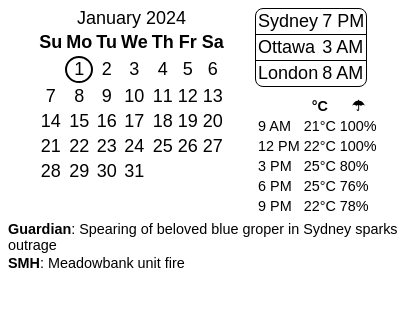 January 2024
Su Mo Tu We Th Fr Sa
1 2 3 4 5 6
7 8 9 10 11 12 13
14 15 16 17 18 19 20
21 22 23 24 25 26 27
28 29 30 31
Sydney 7 PM
Ottawa 3 AM
London 8 AM
°C ☂
9 AM 21°C 100%
12 PM 22°C 100%
3 PM 25°C 80%
6 PM 25°C 76%
9 PM 22°C 78%
Guardian: Spearing of beloved blue groper in Sydney sparks
outrage
SMH: Meadowbank unit fire